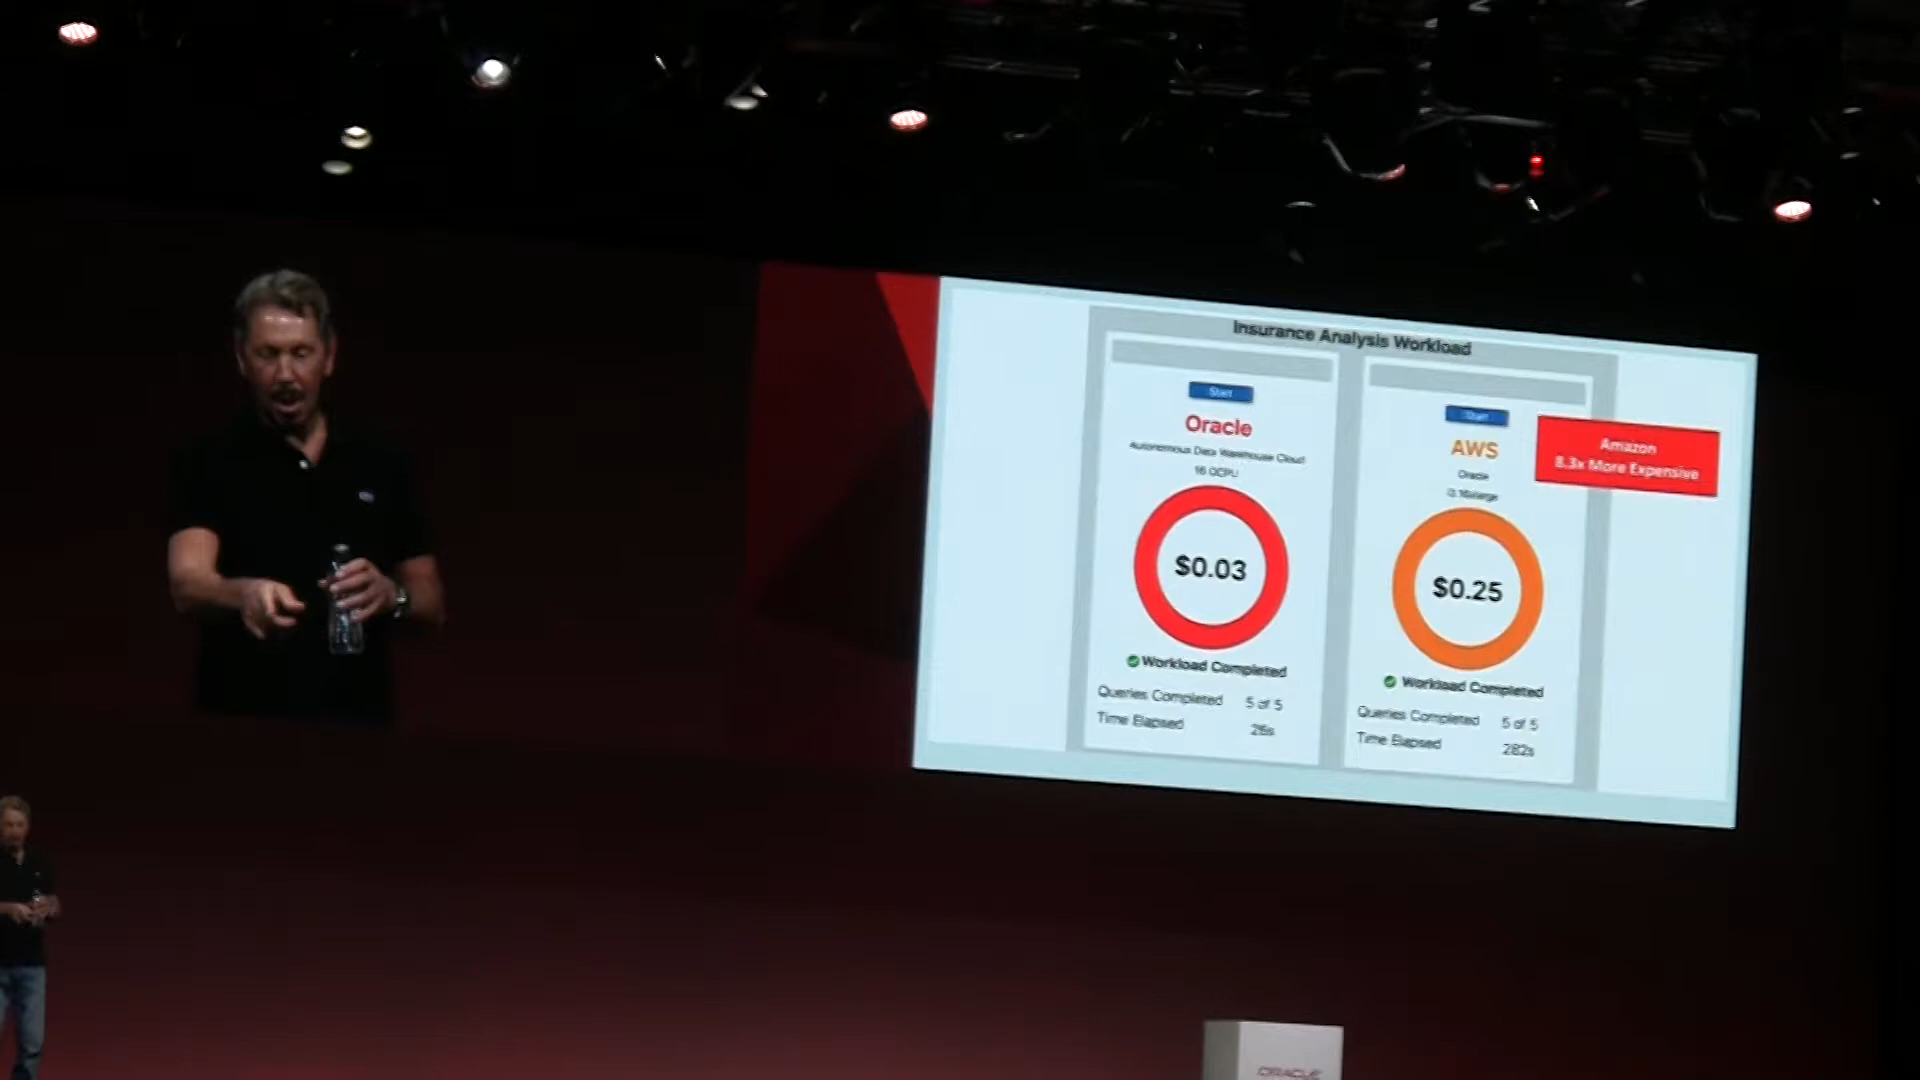 Insurance Analysis Workload
Start
Oracle
Autonomous Data Warehouse Cloud
16 OCPU
$0.03
Workload Completed
Queries Completed 5 of 5
Time Elapsed 26s
Start
AWS
Oracle
$0.25
Workload Completed
Queries Completed 5 of 5
Time Elapsed 282s
Amazon
8.3x More Expensive
ORACLE